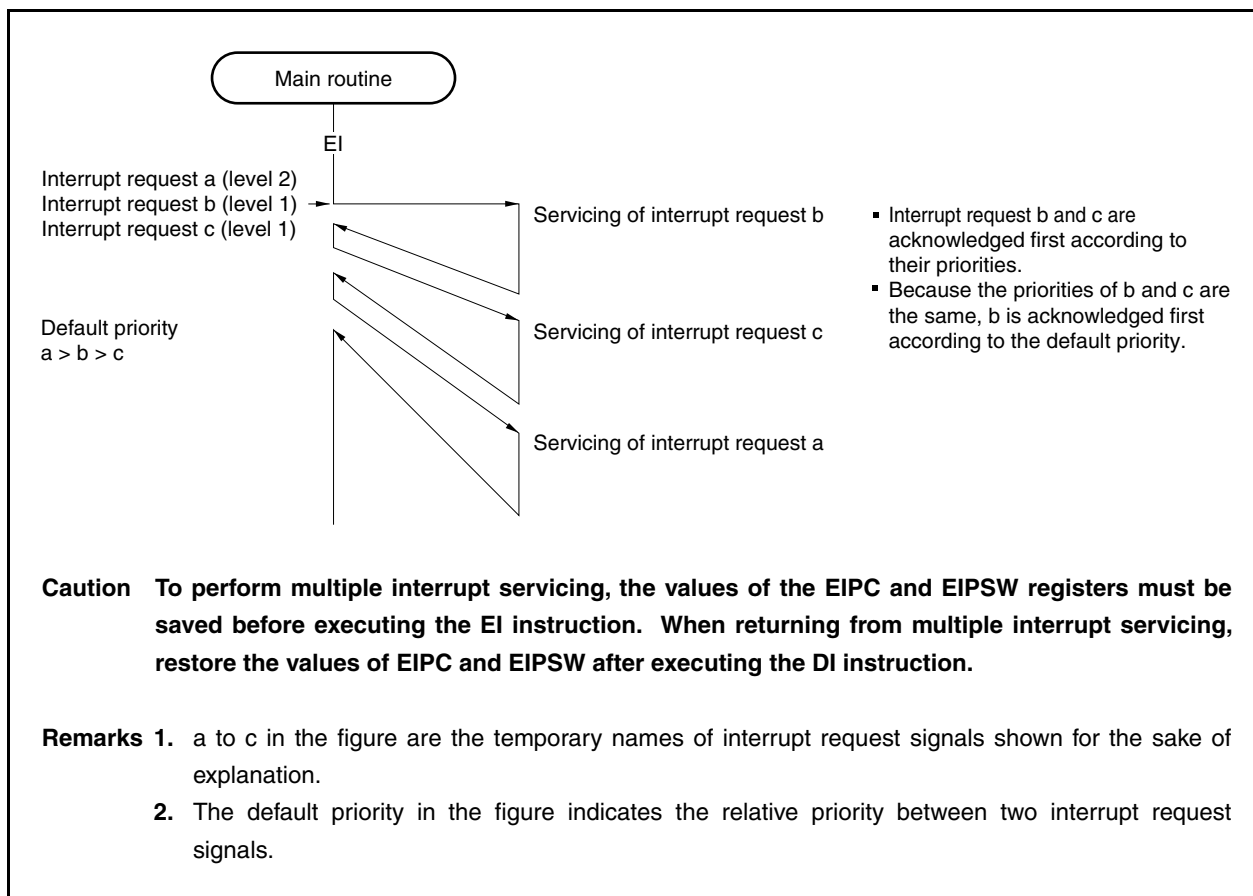 Main routine
EI
Interrupt request a (level 2)
Interrupt request b (level 1)
Interrupt request c (level 1)
Default priority
a > b > c
Servicing of interrupt request b
Servicing of interrupt request c
Servicing of interrupt request a
▪ Interrupt request b and c are
acknowledged first according to
their priorities.
▪ Because the priorities of b and c are
the same, b is acknowledged first
according to the default priority.
Caution To perform multiple interrupt servicing, the values of the EIPC and EIPSW registers must be
saved before executing the EI instruction. When returning from multiple interrupt servicing,
restore the values of EIPC and EIPSW after executing the DI instruction.
Remarks 1. a to c in the figure are the temporary names of interrupt request signals shown for the sake of
explanation.
2. The default priority in the figure indicates the relative priority between two interrupt request
signals.